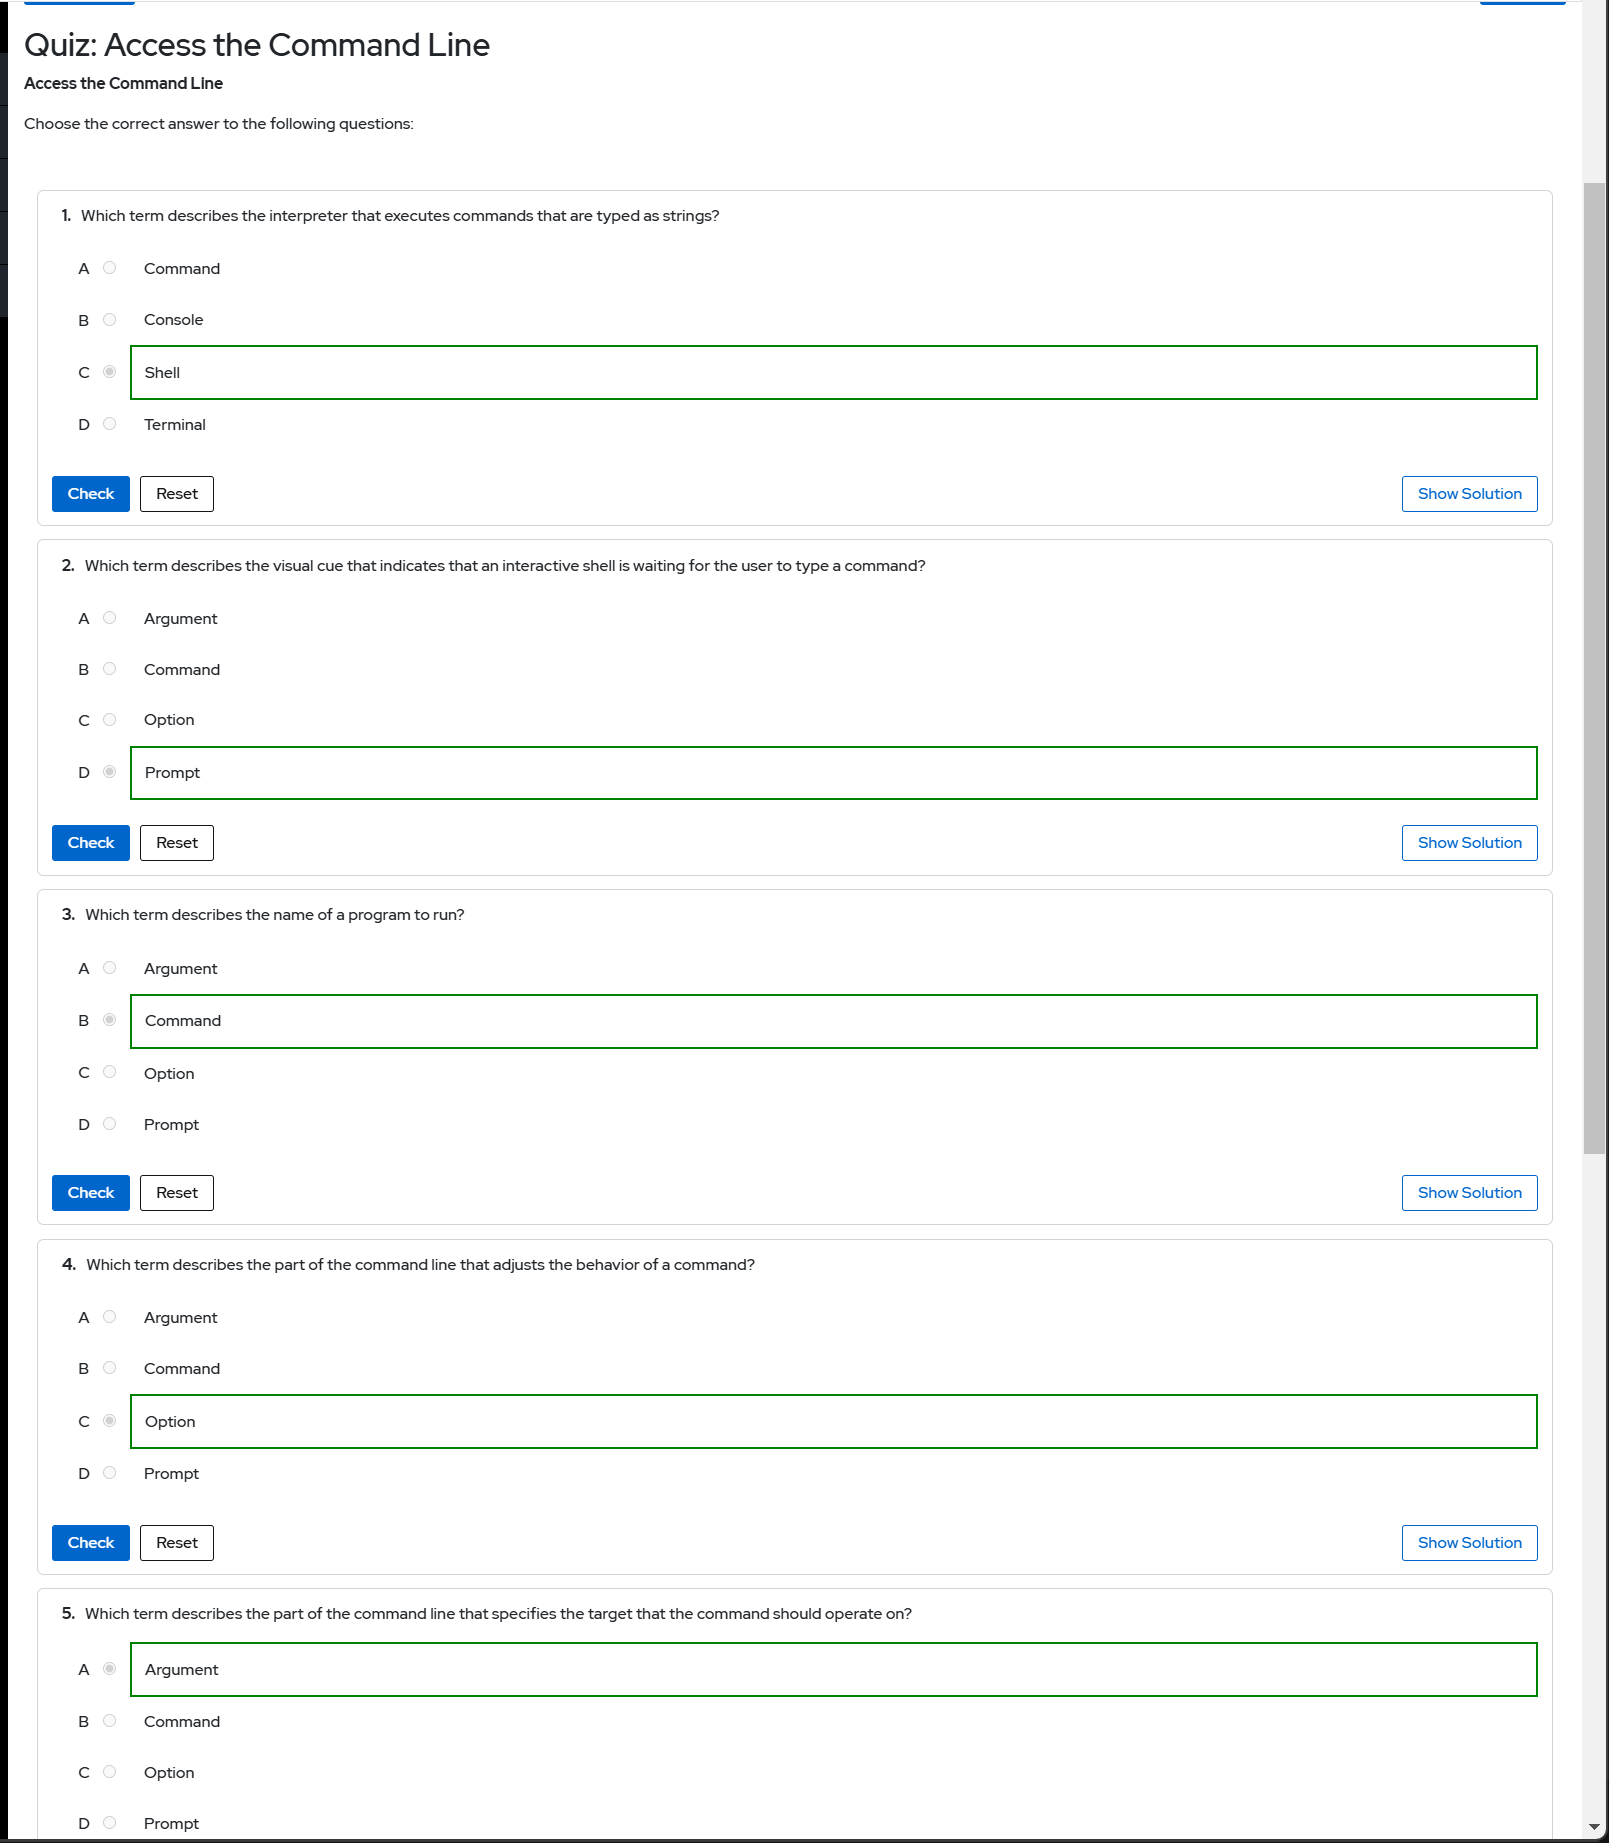 Quiz: Access the Command Line
Access the Command Line
Choose the correct answer to the following questions:
1. Which term describes the interpreter that executes commands that are typed as strings?
A Command
B Console
C Shell
D Terminal
Check Reset Show Solution
2. Which term describes the visual cue that indicates that an interactive shell is waiting for the user to type a command?
A Argument
B Command
C Option
D Prompt
Check Reset Show Solution
3. Which term describes the name of a program to run?
A Argument
B Command
C Option
D Prompt
Check Reset Show Solution
4. Which term describes the part of the command line that adjusts the behavior of a command?
A Argument
B Command
C Option
D Prompt
Check Reset Show Solution
5. Which term describes the part of the command line that specifies the target that the command should operate on?
A Argument
B Command
C Option
D Prompt